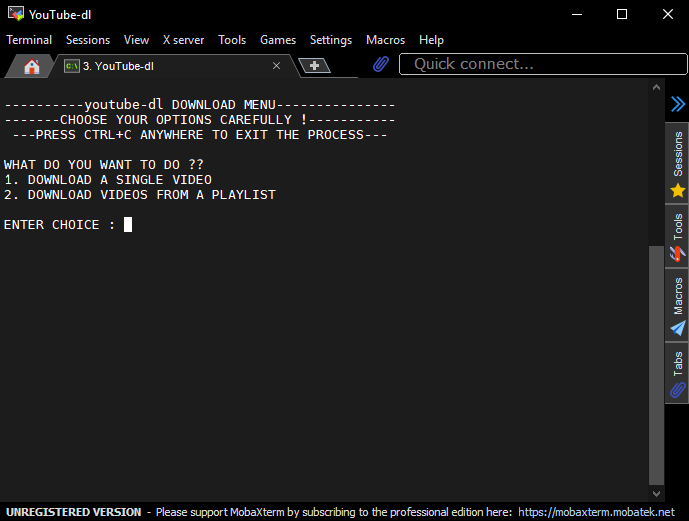 YouTube-dl
Terminal Sessions View X server Tools Games Settings Macros Help
3. YouTube-dl
Quick connect...
----------youtube-dl DOWNLOAD MENU---------------
-------CHOOSE YOUR OPTIONS CAREFULLY !-----------
---PRESS CTRL+C ANYWHERE TO EXIT THE PROCESS---
WHAT DO YOU WANT TO DO ??
1. DOWNLOAD A SINGLE VIDEO
2. DOWNLOAD VIDEOS FROM A PLAYLIST
ENTER CHOICE :
Sessions
Tools
Macros
Tabs
UNREGISTERED VERSION - Please support MobaXterm by subscribing to the professional edition here: https://mobaxterm.mobatek.net